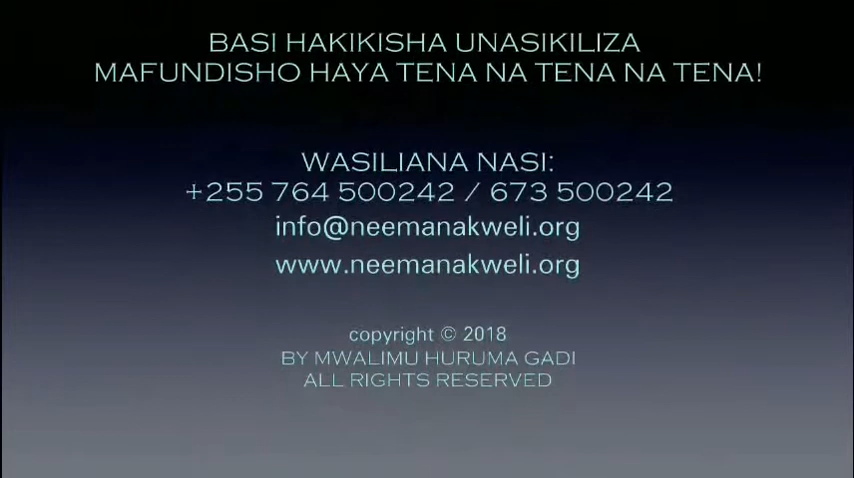 BASI HAKIKISHA UNASIKILIZA
MAFUNDISHO HAYA TENA NA TENA NA TENA!
WASILIANA NASI:
+255 764 500242 / 673 500242
info@neemanakweli.org
www.neemanakweli.org
copyright © 2018
BY MWALIMU HURUMA GADI
ALL RIGHTS RESERVED